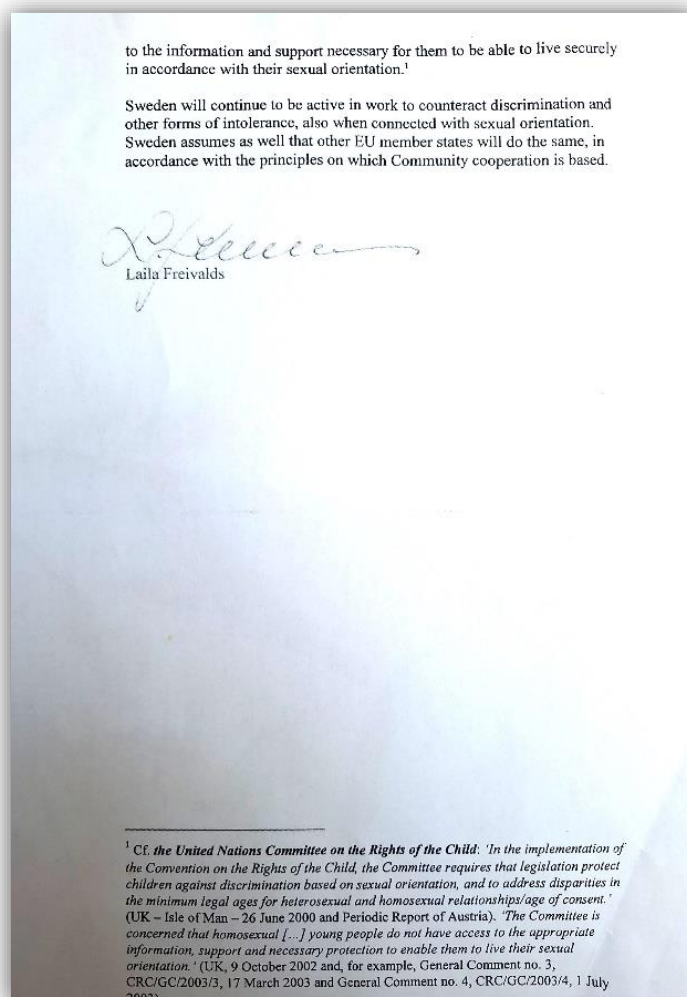 to the information and support necessary for them to be able to live securely
in accordance with their sexual orientation.¹
Sweden will continue to be active in work to counteract discrimination and
other forms of intolerance, also when connected with sexual orientation.
Sweden assumes as well that other EU member states will do the same, in
accordance with the principles on which Community cooperation is based.
Laila Freivalds
¹ Cf. the United Nations Committee on the Rights of the Child: 'In the implementation of
the Convention on the Rights of the Child, the Committee requires that legislation protect
children against discrimination based on sexual orientation, and to address disparities in
the minimum legal ages for heterosexual and homosexual relationships/age of consent.'
(UK – Isle of Man – 26 June 2000 and Periodic Report of Austria). 'The Committee is
concerned that homosexual [...] young people do not have access to the appropriate
information, support and necessary protection to enable them to live their sexual
orientation.' (UK, 9 October 2002 and, for example, General Comment no. 3,
CRC/GC/2003/3, 17 March 2003 and General Comment no. 4, CRC/GC/2003/4, 1 July